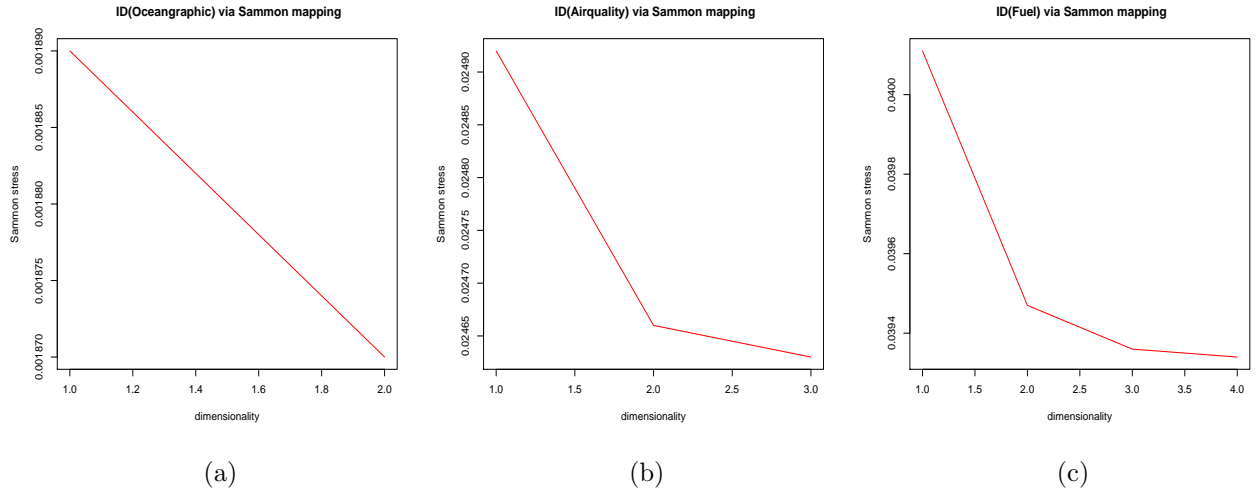 ID(Oceangraphic) via Sammon mapping
Sammon stress
0.001890
0.001885
0.001880
0.001875
0.001870
1.0 1.2 1.4 1.6 1.8 2.0
dimensionality
(a)
ID(Airquality) via Sammon mapping
Sammon stress
0.02490
0.02485
0.02480
0.02475
0.02470
0.02465
1.0 1.5 2.0 2.5 3.0
dimensionality
(b)
ID(Fuel) via Sammon mapping
Sammon stress
0.0400
0.0398
0.0396
0.0394
1.0 1.5 2.0 2.5 3.0 3.5 4.0
dimensionality
(c)